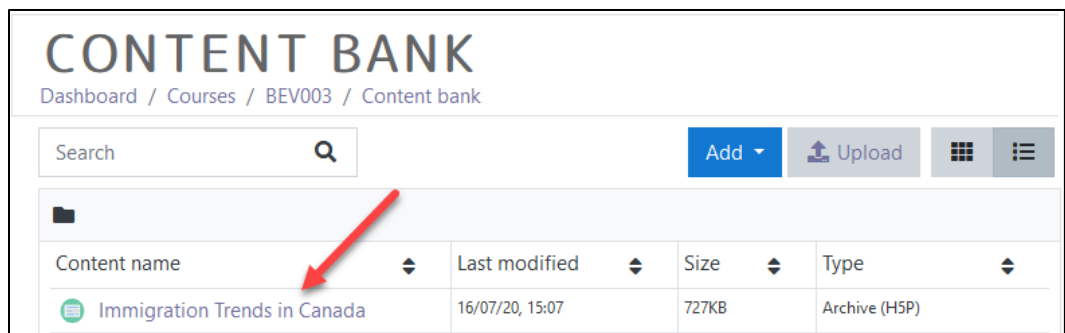 CONTENT BANK
Dashboard / Courses / BEV003 / Content bank
Search Add Upload
Content name Last modified Size Type
Immigration Trends in Canada 16/07/20, 15:07 727KB Archive (H5P)